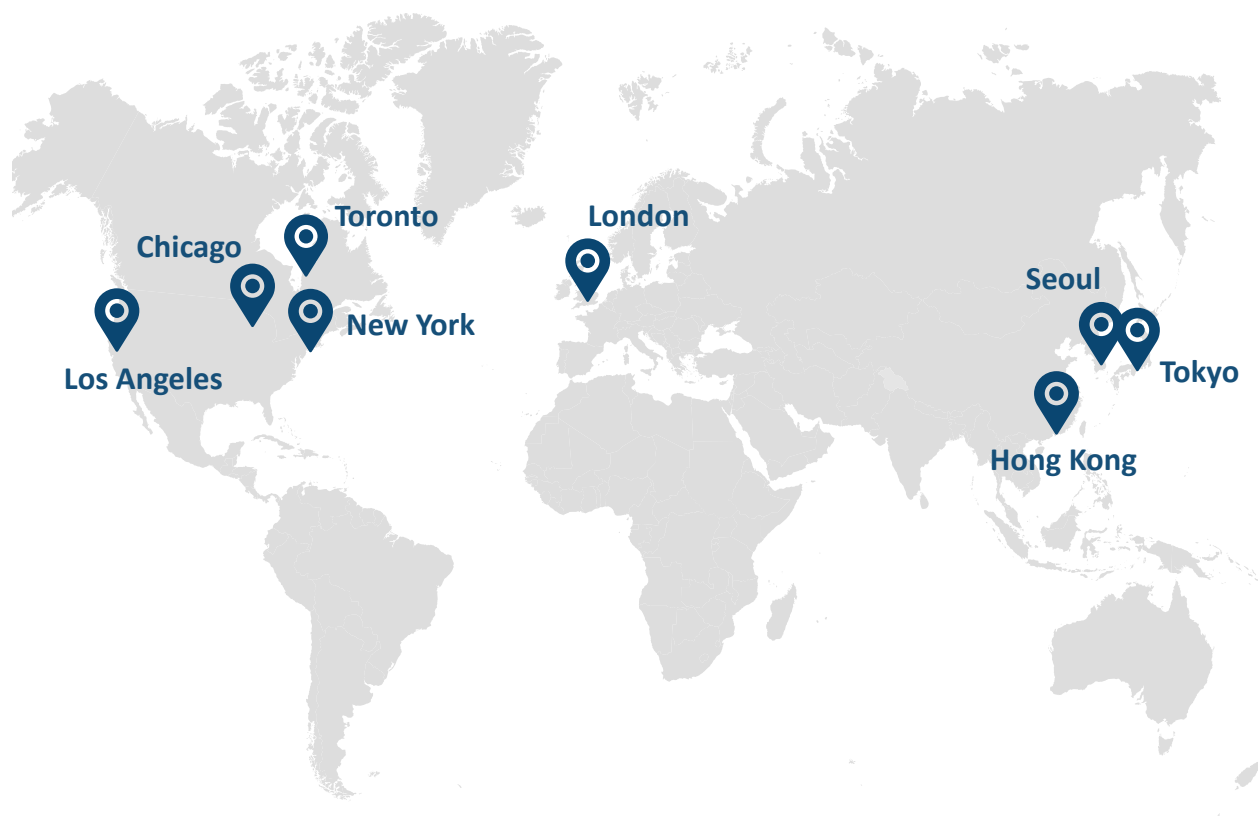 Toronto
London
Chicago
Seoul
New York
Los Angeles
Tokyo
Hong Kong